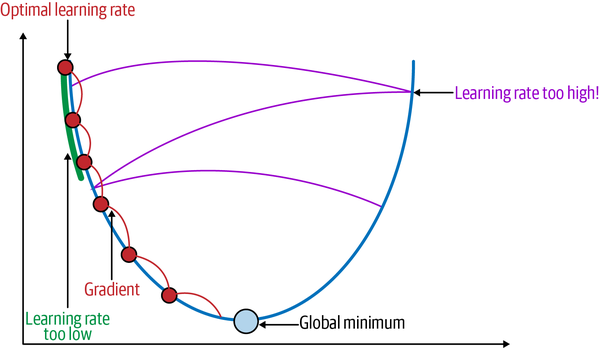 Optimal learning rate
Learning rate too high!
Gradient
Learning rate
too low
Global minimum